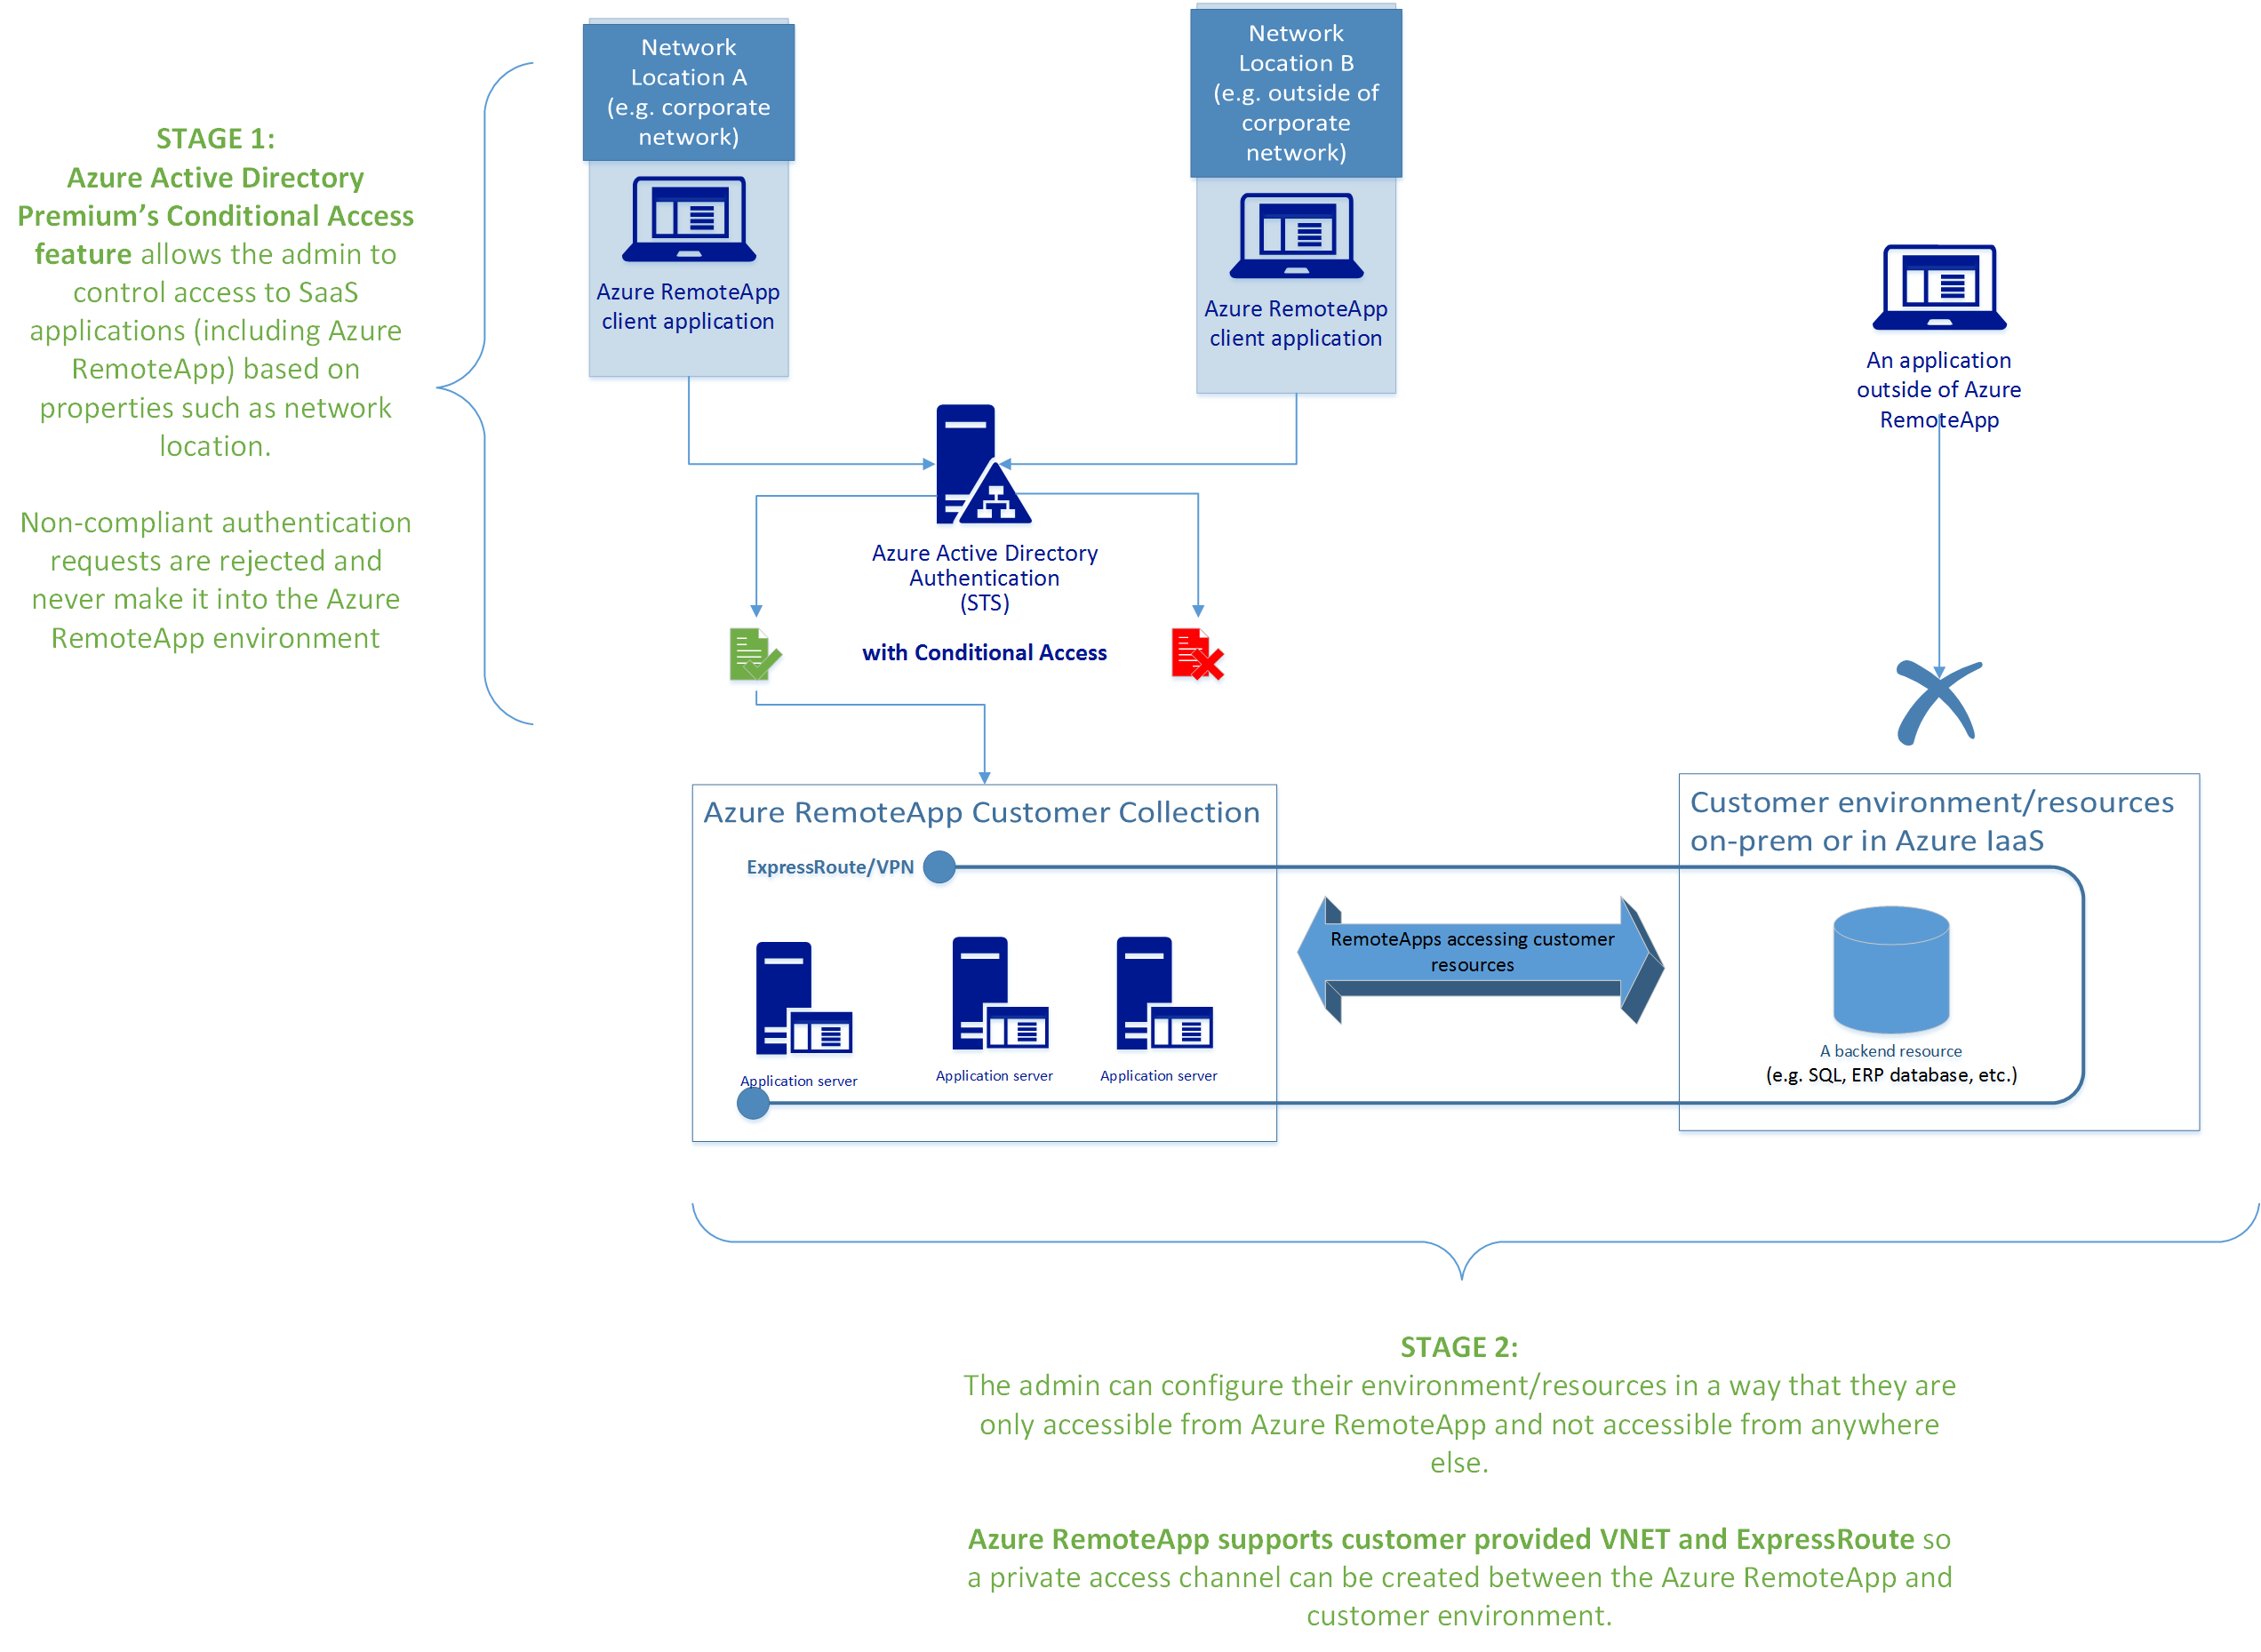 Network
Location A
(e.g. corporate
network)
Azure RemoteApp
client application
Network
Location B
(e.g. outside of
corporate
network)
Azure RemoteApp
client application
STAGE 1:
Azure Active Directory
Premium’s Conditional Access
feature allows the admin to
control access to SaaS
applications (including Azure
RemoteApp) based on
properties such as network
location.
Non-compliant authentication
requests are rejected and
never make it into the Azure
RemoteApp environment
An application
outside of Azure
RemoteApp
Azure Active Directory
Authentication
(STS)
with Conditional Access
Azure RemoteApp Customer Collection
ExpressRoute/VPN
Application server
Application server
Application server
RemoteApps accessing customer
resources
Customer environment/resources
on-prem or in Azure IaaS
A backend resource
(e.g. SQL, ERP database, etc.)
STAGE 2:
The admin can configure their environment/resources in a way that they are
only accessible from Azure RemoteApp and not accessible from anywhere
else.
Azure RemoteApp supports customer provided VNET and ExpressRoute so
a private access channel can be created between the Azure RemoteApp and
customer environment.